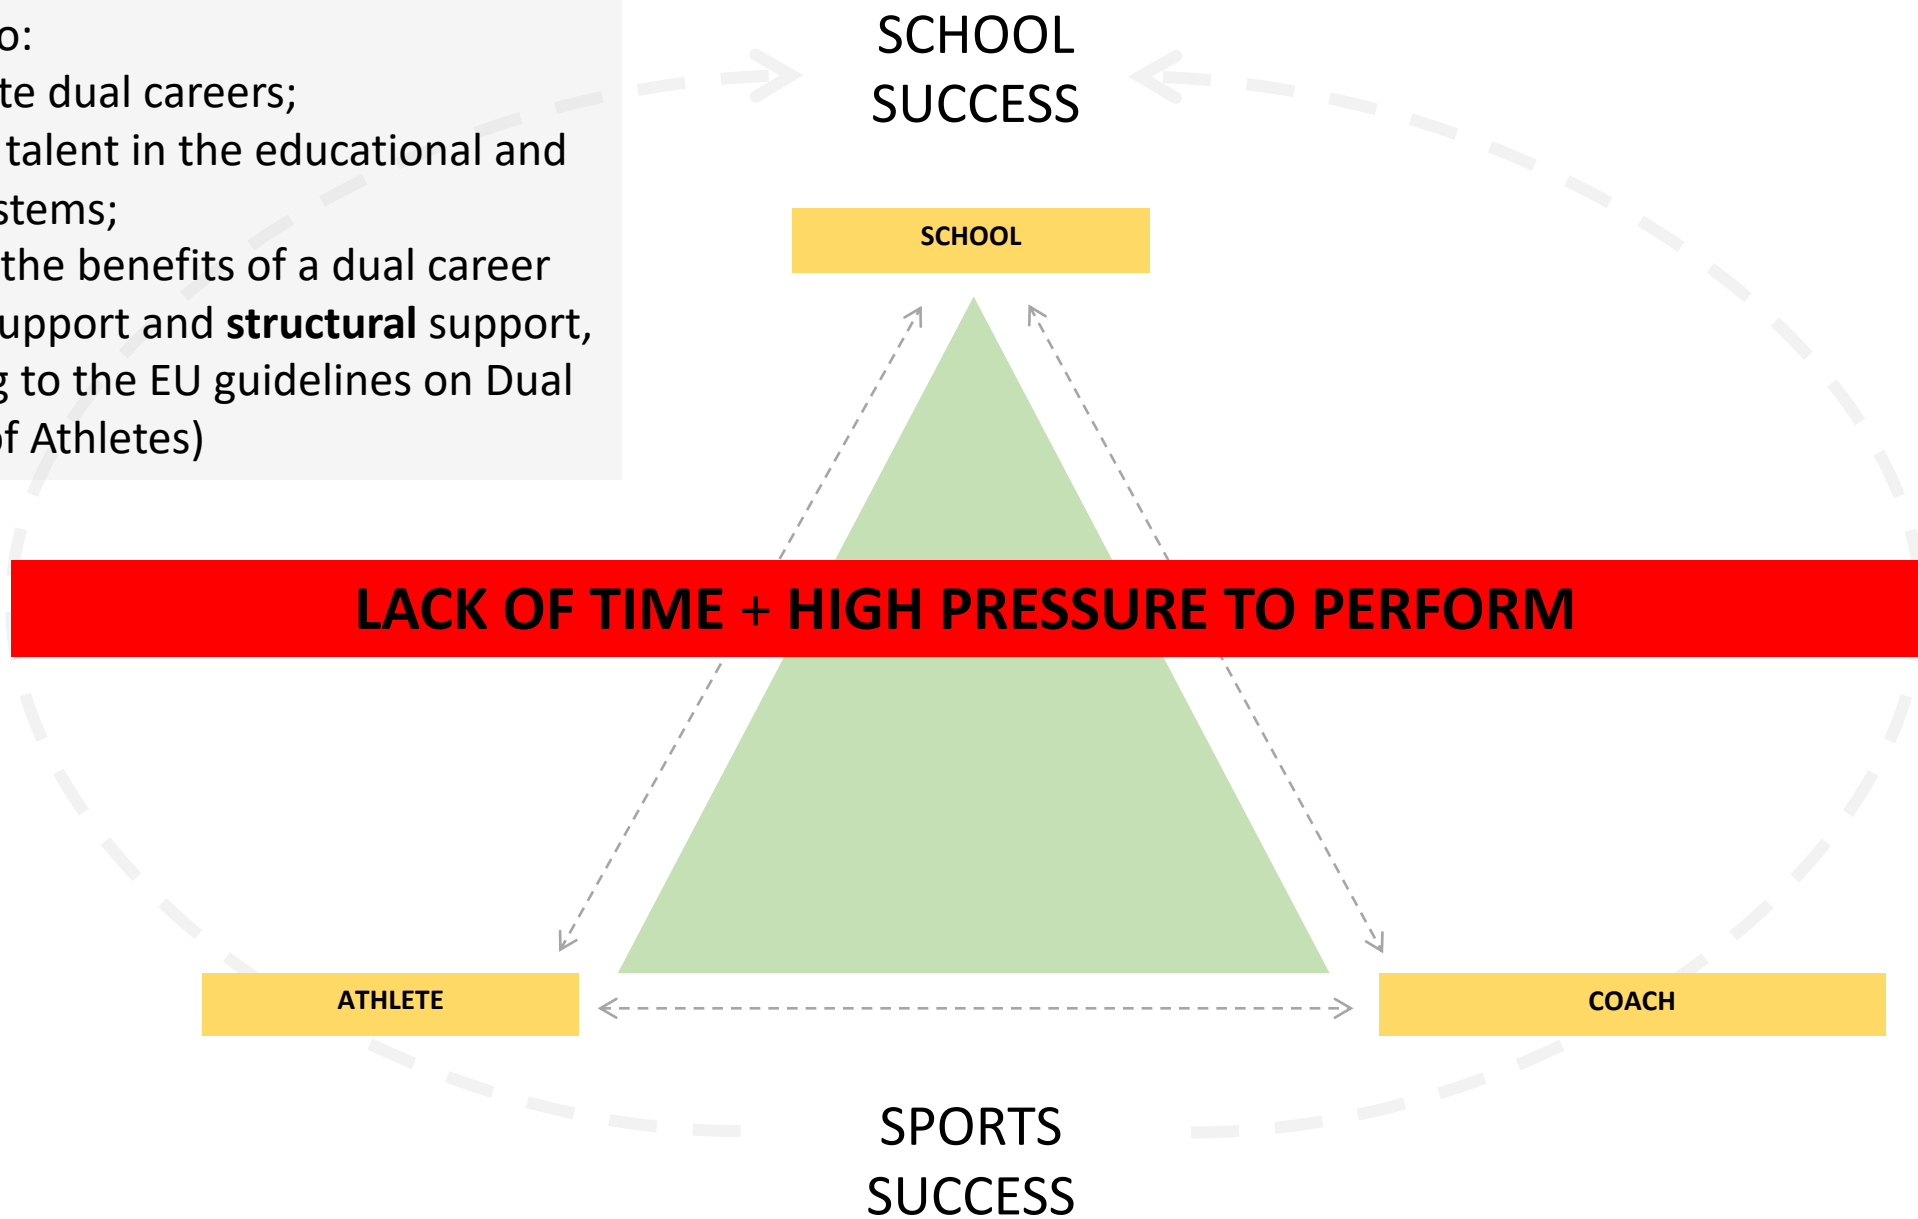 o:
te dual careers;
talent in the educational and
stems;
the benefits of a dual career
upport and structural support,
g to the EU guidelines on Dual
of Athletes)
SCHOOL
SUCCESS
SCHOOL
LACK OF TIME + HIGH PRESSURE TO PERFORM
ATHLETE
COACH
SPORTS
SUCCESS